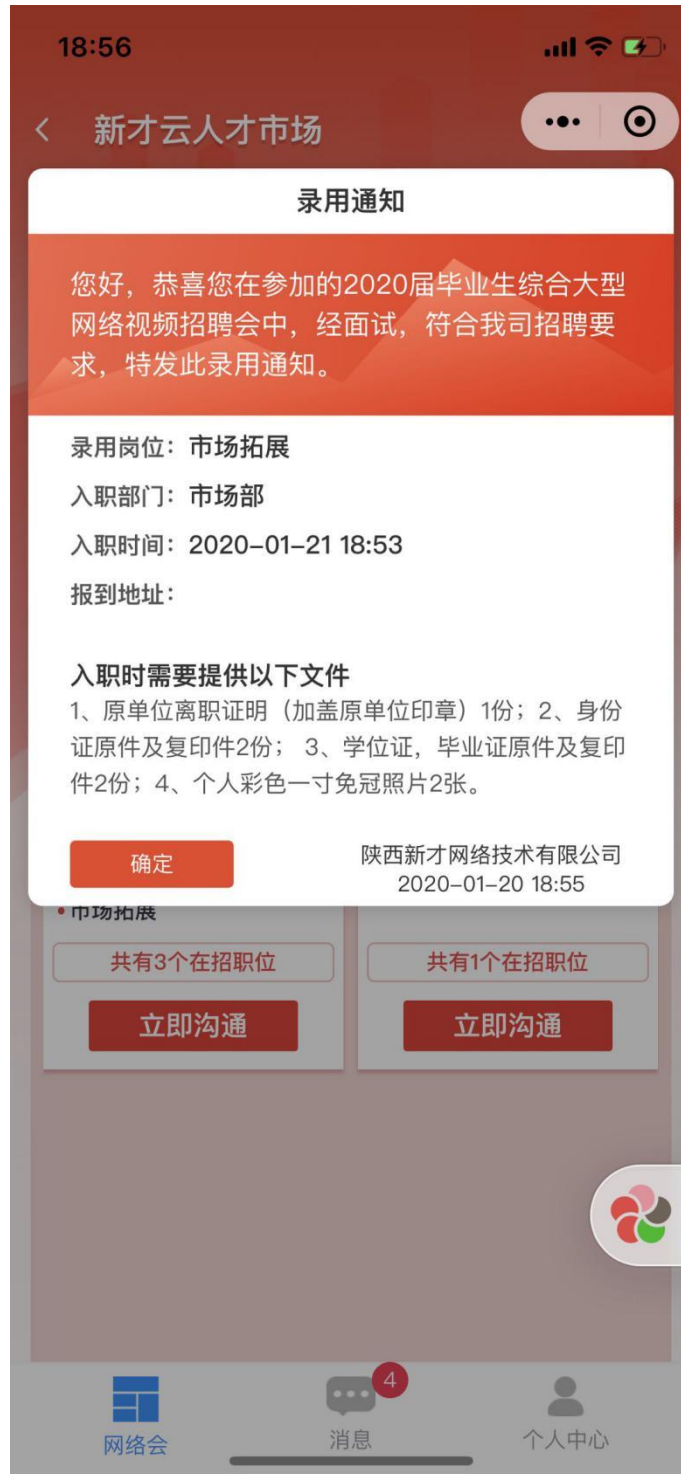 18:56
新才云人才市场
录用通知
您好，恭喜您在参加的2020届毕业生综合大型
网络视频招聘会中，经面试，符合我司招聘要
求，特发此录用通知。
录用岗位：市场拓展
入职部门：市场部
入职时间：2020-01-21 18:53
报到地址：
入职时需要提供以下文件
1、原单位离职证明（加盖原单位印章）1份；2、身份
证原件及复印件2份； 3、学位证，毕业证原件及复印
件2份；4、个人彩色一寸免冠照片2张。
确定
陕西新才网络技术有限公司
2020-01-20 18:55
市场拓展
共有3个在招职位
共有1个在招职位
立即沟通
立即沟通
4
网络会
消息
个人中心